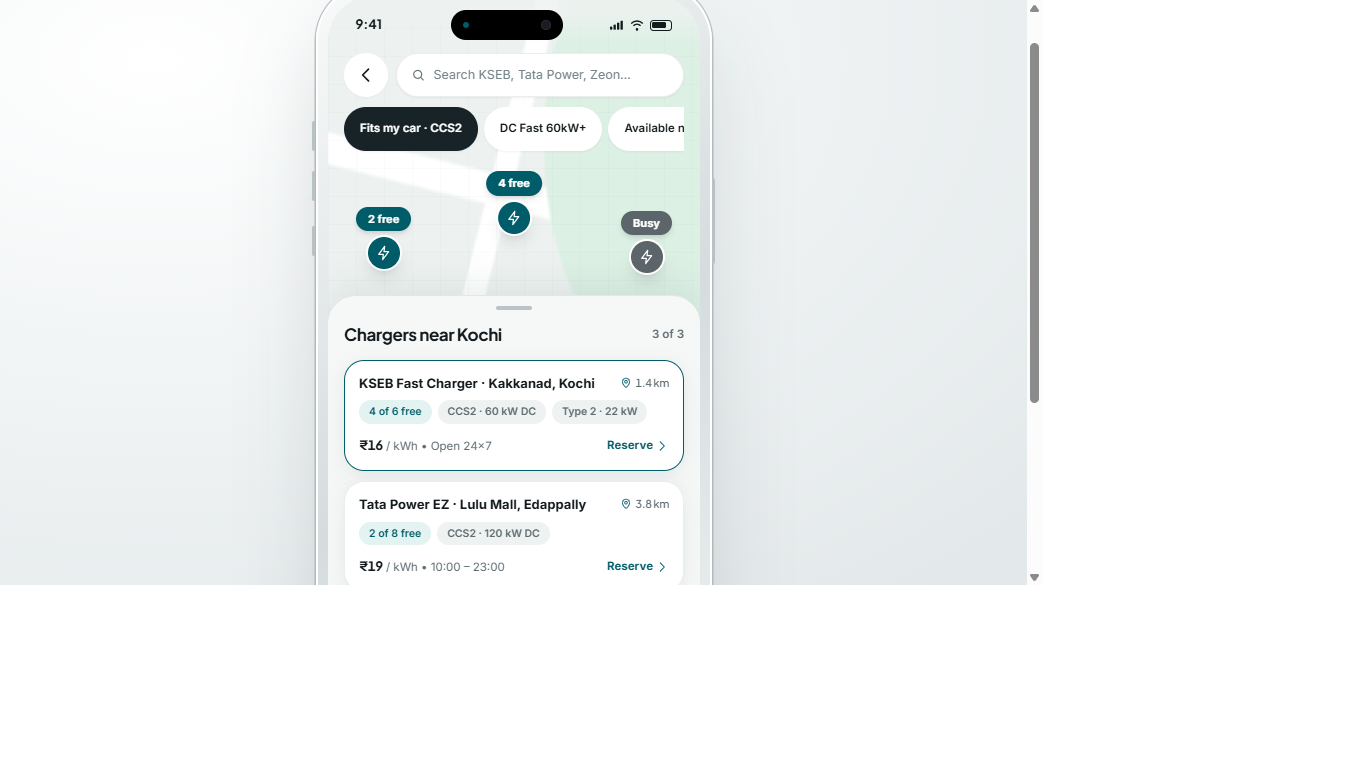 9:41
Search KSEB, Tata Power, Zeon...
Fits my car · CCS2
DC Fast 60kW+
Available n
4 free
2 free
Busy
Chargers near Kochi
3 of 3
KSEB Fast Charger · Kakkanad, Kochi
1.4 km
4 of 6 free
CCS2 · 60 kW DC
Type 2 · 22 kW
₹16 / kWh • Open 24×7
Reserve
Tata Power EZ · Lulu Mall, Edappally
3.8 km
2 of 8 free
CCS2 · 120 kW DC
₹19 / kWh • 10:00 – 23:00
Reserve